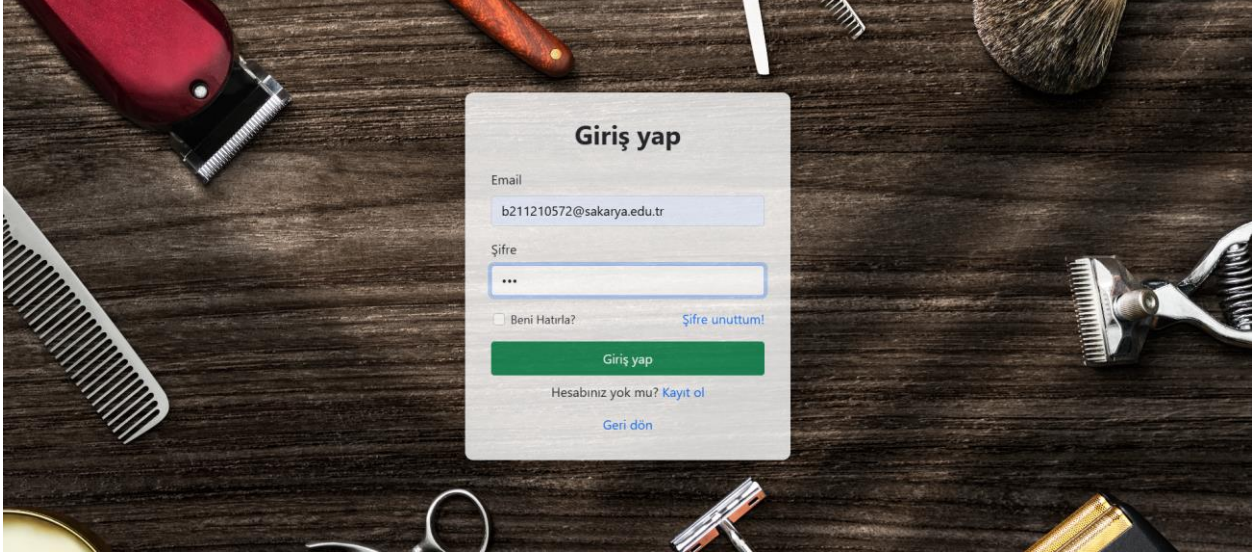 Giriş yap
Email
b211210572@sakarya.edu.tr
Şifre
•••
Beni Hatırla? Şifre unuttum!
Giriş yap
Hesabınız yok mu? Kayıt ol
Geri dön